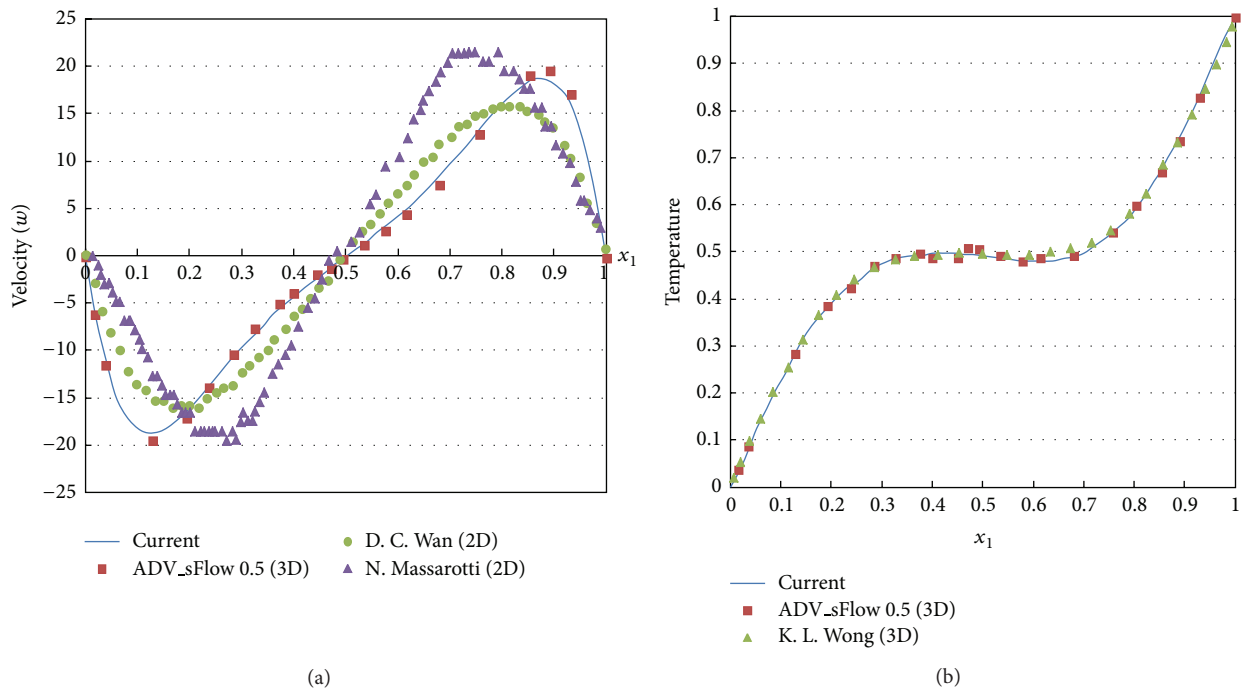 25
20
15
10
5
0
−5
−10
−15
−20
−25
Velocity (w)
0 0.1 0.2 0.3 0.4 0.5 0.6 0.7 0.8 0.9 1
x1
Current
ADV_sFlow 0.5 (3D)
D. C. Wan (2D)
N. Massarotti (2D)
(a)
1
0.9
0.8
0.7
0.6
0.5
0.4
0.3
0.2
0.1
0
Temperature
0 0.1 0.2 0.3 0.4 0.5 0.6 0.7 0.8 0.9 1
x1
Current
ADV_sFlow 0.5 (3D)
K. L. Wong (3D)
(b)